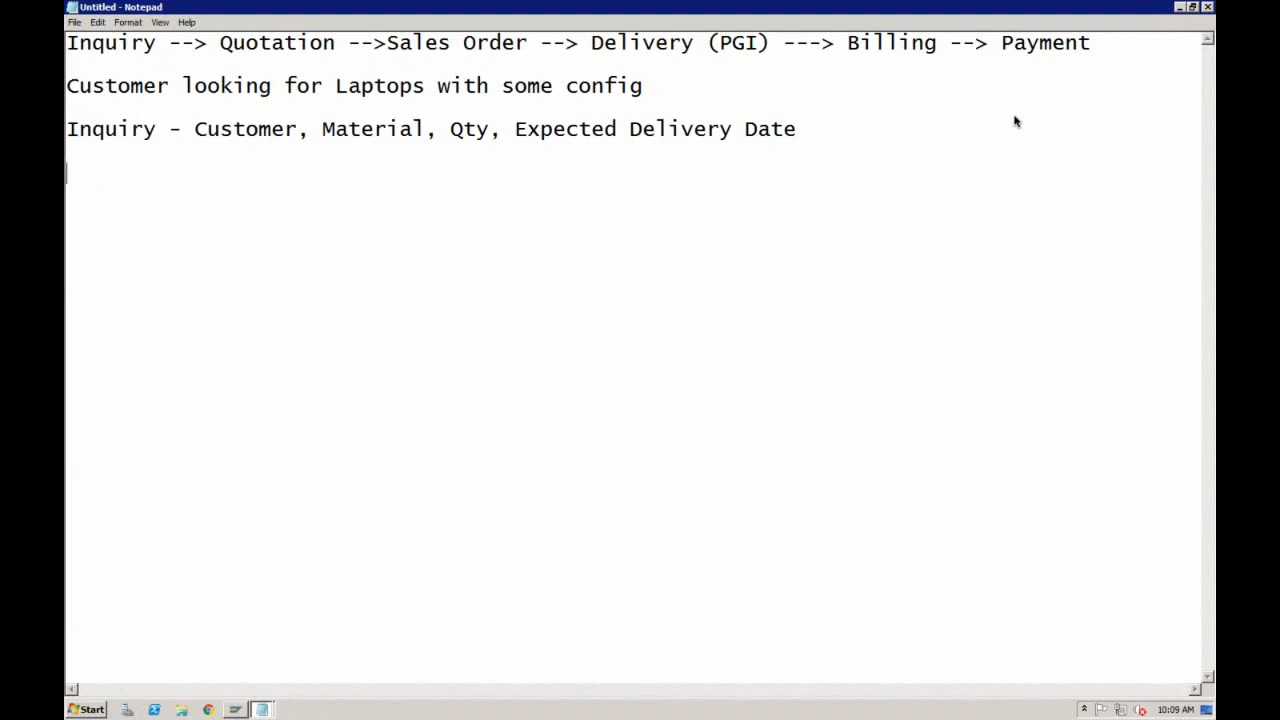 Untitled - Notepad
File Edit Format View Help
Inquiry --> Quotation -->Sales Order --> Delivery (PGI) ---> Billing --> Payment
Customer looking for Laptops with some config
Inquiry - Customer, Material, Qty, Expected Delivery Date
Start 10:09 AM